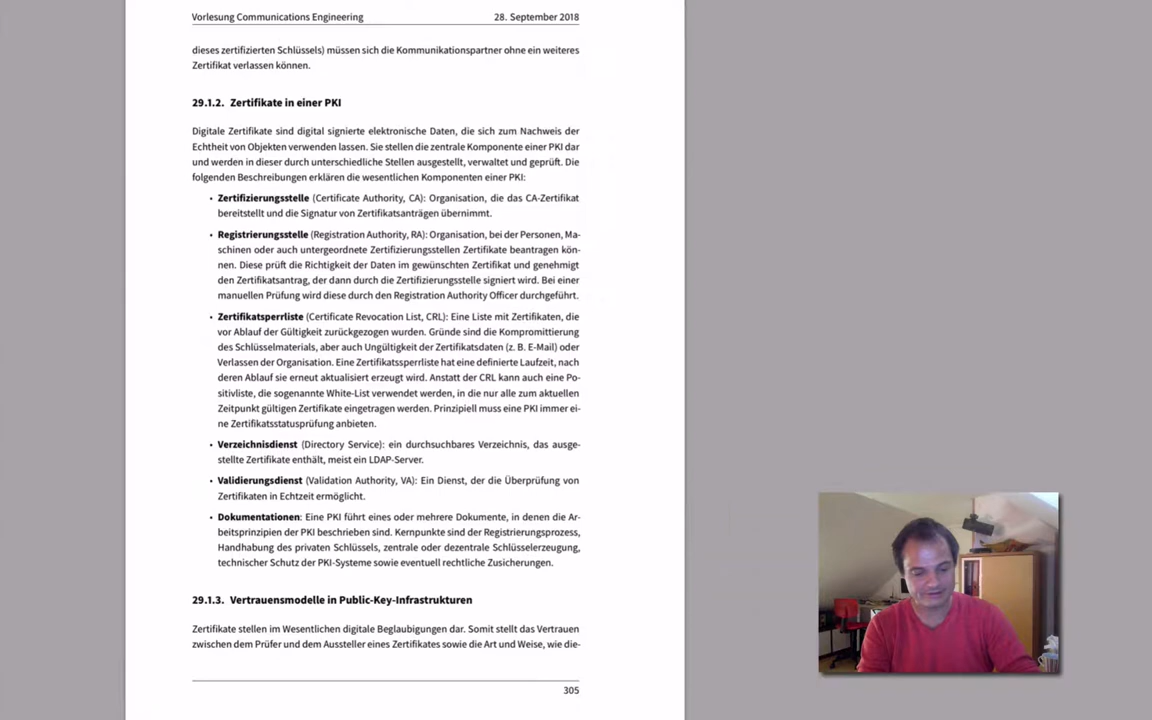 Vorlesung Communications Engineering 28. September 2018
dieses zertifizierten Schlüssels) müssen sich die Kommunikationspartner ohne ein weiteres
Zertifikat verlassen können.
29.1.2. Zertifikate in einer PKI
Digitale Zertifikate sind digital signierte elektronische Daten, die sich zum Nachweis der
Echtheit von Objekten verwenden lassen. Sie stellen die zentrale Komponente einer PKI dar
und werden in dieser durch unterschiedliche Stellen ausgestellt, verwaltet und geprüft. Die
folgenden Beschreibungen erklären die wesentlichen Komponenten einer PKI:
• Zertifizierungsstelle (Certificate Authority, CA): Organisation, die das CA-Zertifikat
bereitstellt und die Signatur von Zertifikatsanträgen übernimmt.
• Registrierungsstelle (Registration Authority, RA): Organisation, bei der Personen, Ma-
schinen oder auch untergeordnete Zertifizierungsstellen Zertifikate beantragen kön-
nen. Diese prüft die Richtigkeit der Daten im gewünschten Zertifikat und genehmigt
den Zertifikatsantrag, der dann durch die Zertifizierungsstelle signiert wird. Bei einer
manuellen Prüfung wird diese durch den Registration Authority Officer durchgeführt.
• Zertifikatsperrliste (Certificate Revocation List, CRL): Eine Liste mit Zertifikaten, die
vor Ablauf der Gültigkeit zurückgezogen wurden. Gründe sind die Kompromittierung
des Schlüsselmaterials, aber auch Ungültigkeit der Zertifikatsdaten (z. B. E-Mail) oder
Verlassen der Organisation. Eine Zertifikatssperrliste hat eine definierte Laufzeit, nach
deren Ablauf sie erneut aktualisiert erzeugt wird. Anstatt der CRL kann auch eine Po-
sitivliste, die sogenannte White-List verwendet werden, in die nur alle zum aktuellen
Zeitpunkt gültigen Zertifikate eingetragen werden. Prinzipiell muss eine PKI immer ei-
ne Zertifikatsstatusprüfung anbieten.
• Verzeichnisdienst (Directory Service): ein durchsuchbares Verzeichnis, das ausge-
stellte Zertifikate enthält, meist ein LDAP-Server.
• Validierungsdienst (Validation Authority, VA): Ein Dienst, der die Überprüfung von
Zertifikaten in Echtzeit ermöglicht.
• Dokumentationen: Eine PKI führt eines oder mehrere Dokumente, in denen die Ar-
beitsprinzipien der PKI beschrieben sind. Kernpunkte sind der Registrierungsprozess,
Handhabung des privaten Schlüssels, zentrale oder dezentrale Schlüsselerzeugung,
technischer Schutz der PKI-Systeme sowie eventuell rechtliche Zusicherungen.
29.1.3. Vertrauensmodelle in Public-Key-Infrastrukturen
Zertifikate stellen im Wesentlichen digitale Beglaubigungen dar. Somit stellt das Vertrauen
zwischen dem Prüfer und dem Aussteller eines Zertifikates sowie die Art und Weise, wie die-
305